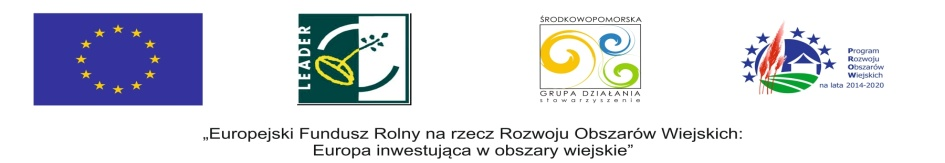 LEADER
ŚRODKOWOPOMORSKA
GRUPA DZIAŁANIA
stowarzyszenie
Program
Rozwoju
Obszarów
Wiejskich
na lata 2014-2020
„Europejski Fundusz Rolny na rzecz Rozwoju Obszarów Wiejskich:
Europa inwestująca w obszary wiejskie”